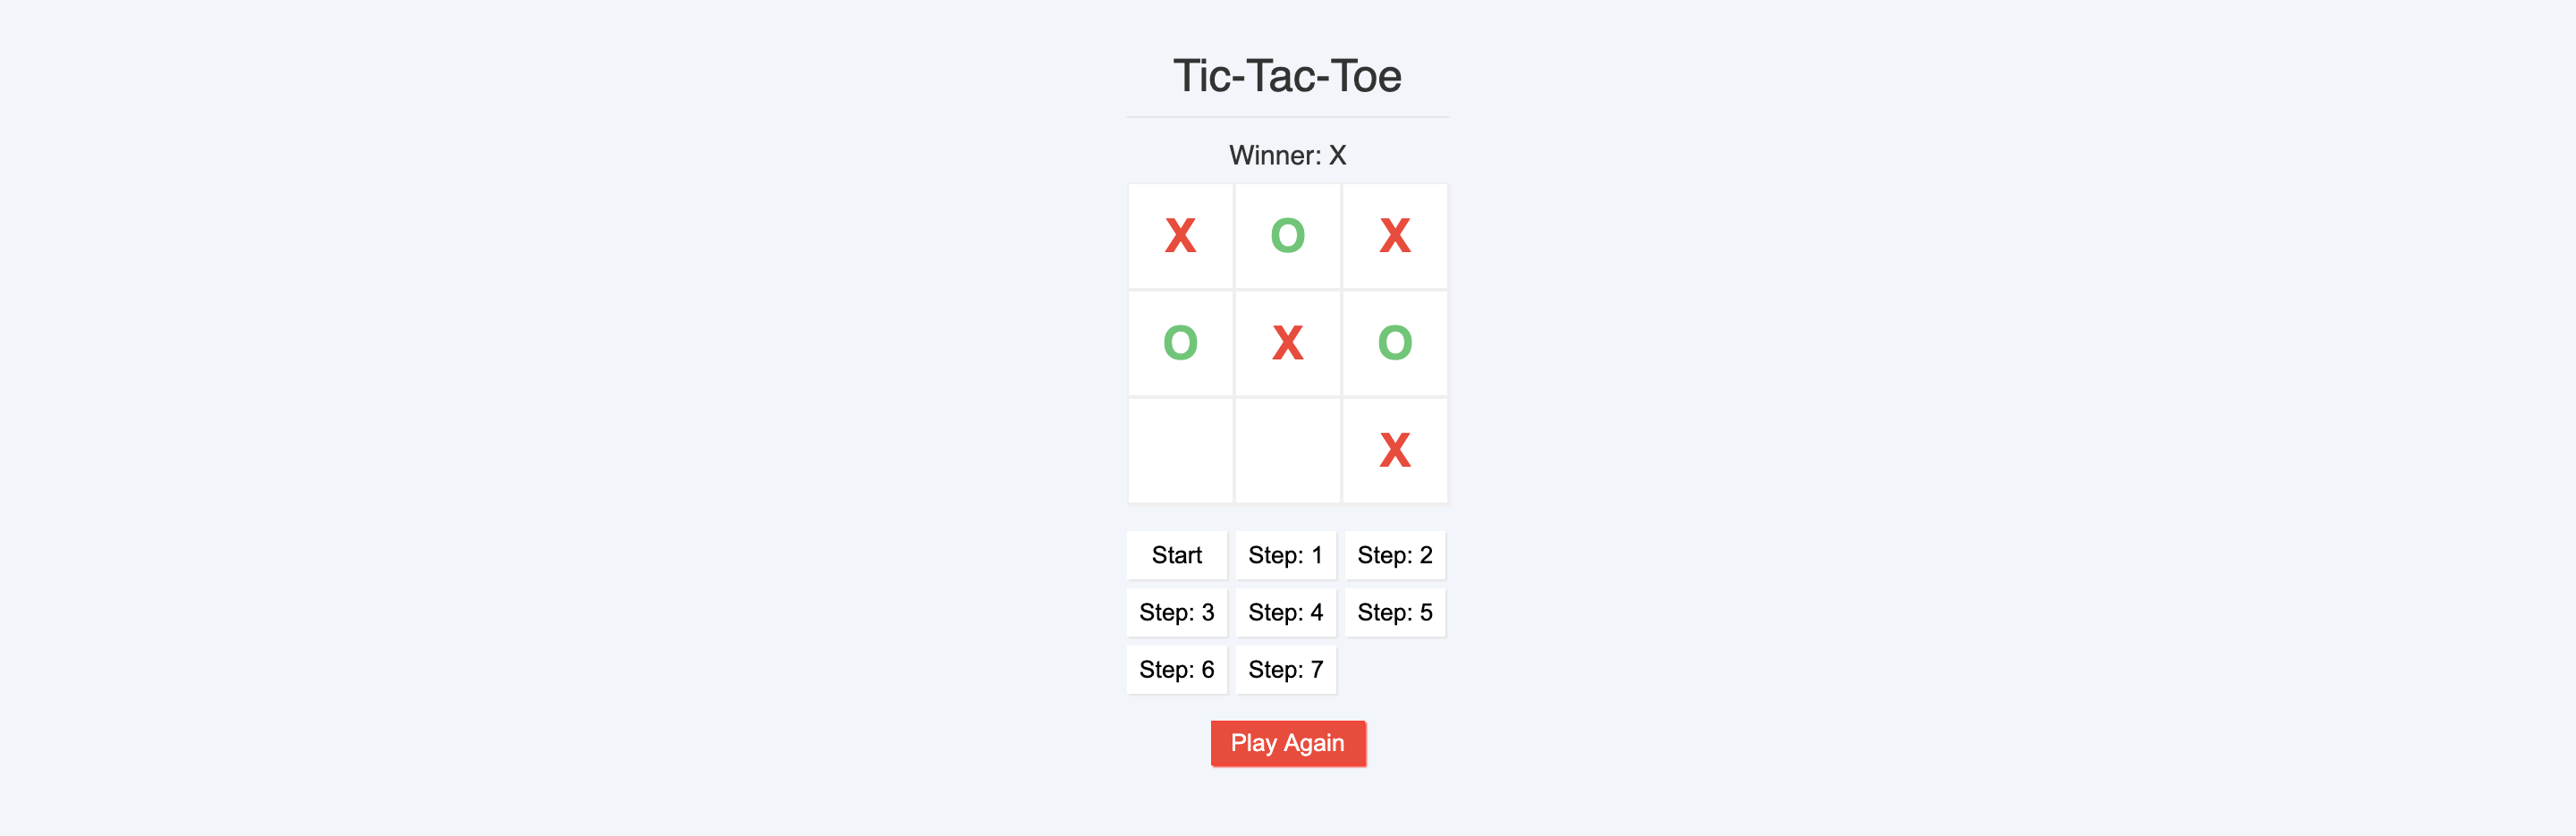 Tic-Tac-Toe
Winner: X
X O X
O X O
X
Start Step: 1 Step: 2
Step: 3 Step: 4 Step: 5
Step: 6 Step: 7
Play Again